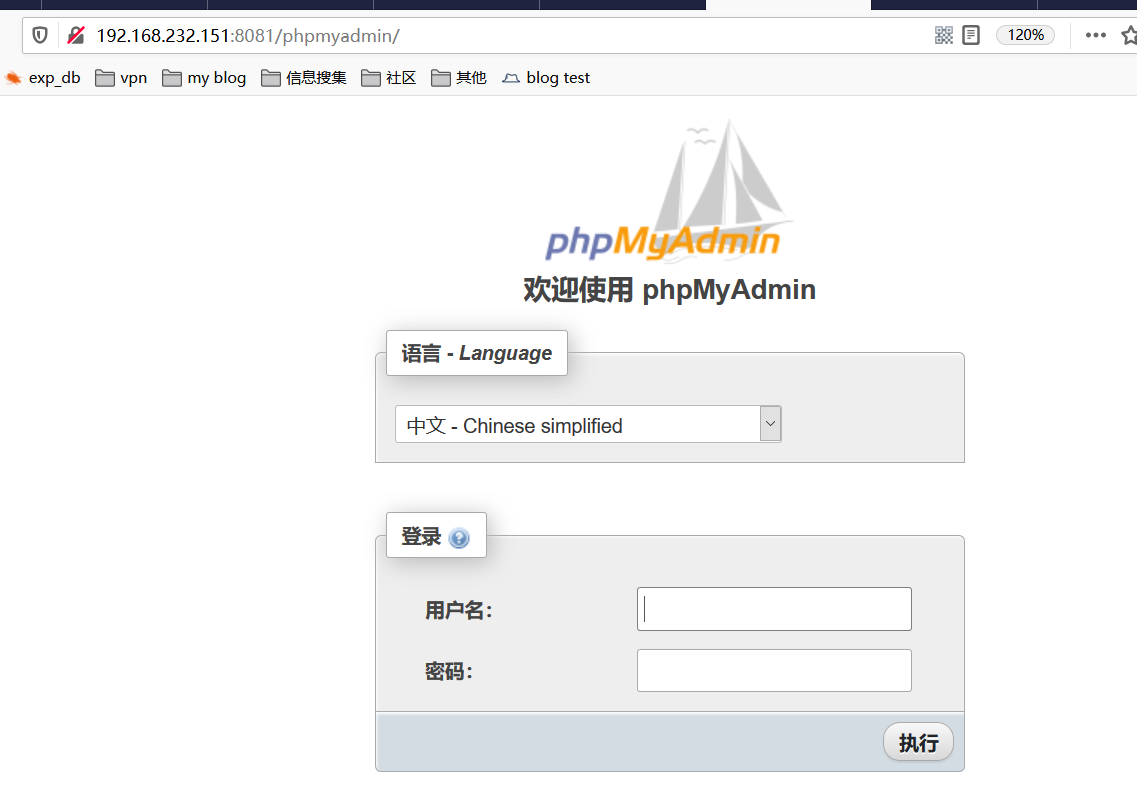 192.168.232.151:8081/phpmyadmin/
120%
exp_db vpn my blog 信息搜集 社区 其他 blog test
phpMyAdmin
欢迎使用 phpMyAdmin
语言 - Language
中文 - Chinese simplified
登录
用户名：
密码：
执行